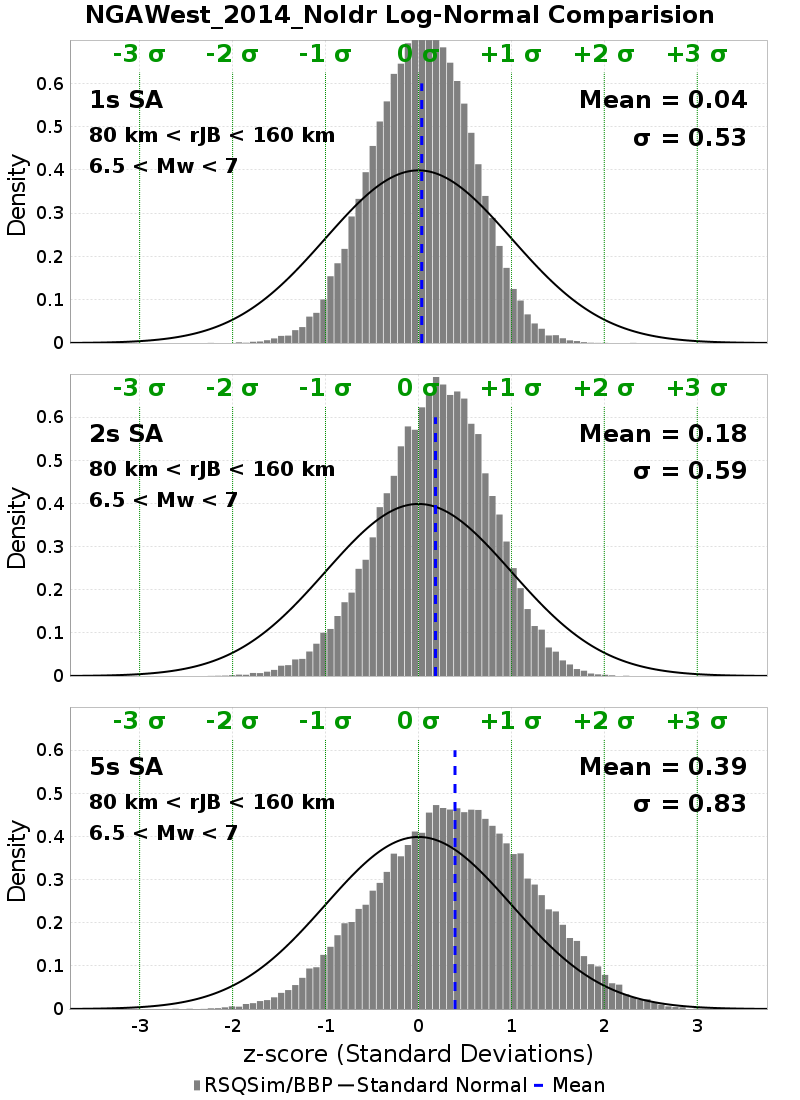 NGAWest_2014_NoIdr Log-Normal Comparision
-3 σ -2 σ -1 σ 0 σ +1 σ +2 σ +3 σ
1s SA
80 km < rJB < 160 km
6.5 < Mw < 7
Mean = 0.04
σ = 0.53
Density
0.6
0.5
0.4
0.3
0.2
0.1
0
-3 σ -2 σ -1 σ 0 σ +1 σ +2 σ +3 σ
2s SA
80 km < rJB < 160 km
6.5 < Mw < 7
Mean = 0.18
σ = 0.59
Density
0.6
0.5
0.4
0.3
0.2
0.1
0
-3 σ -2 σ -1 σ 0 σ +1 σ +2 σ +3 σ
5s SA
80 km < rJB < 160 km
6.5 < Mw < 7
Mean = 0.39
σ = 0.83
Density
0.6
0.5
0.4
0.3
0.2
0.1
0
-3 -2 -1 0 1 2 3
z-score (Standard Deviations)
RSQSim/BBP Standard Normal Mean